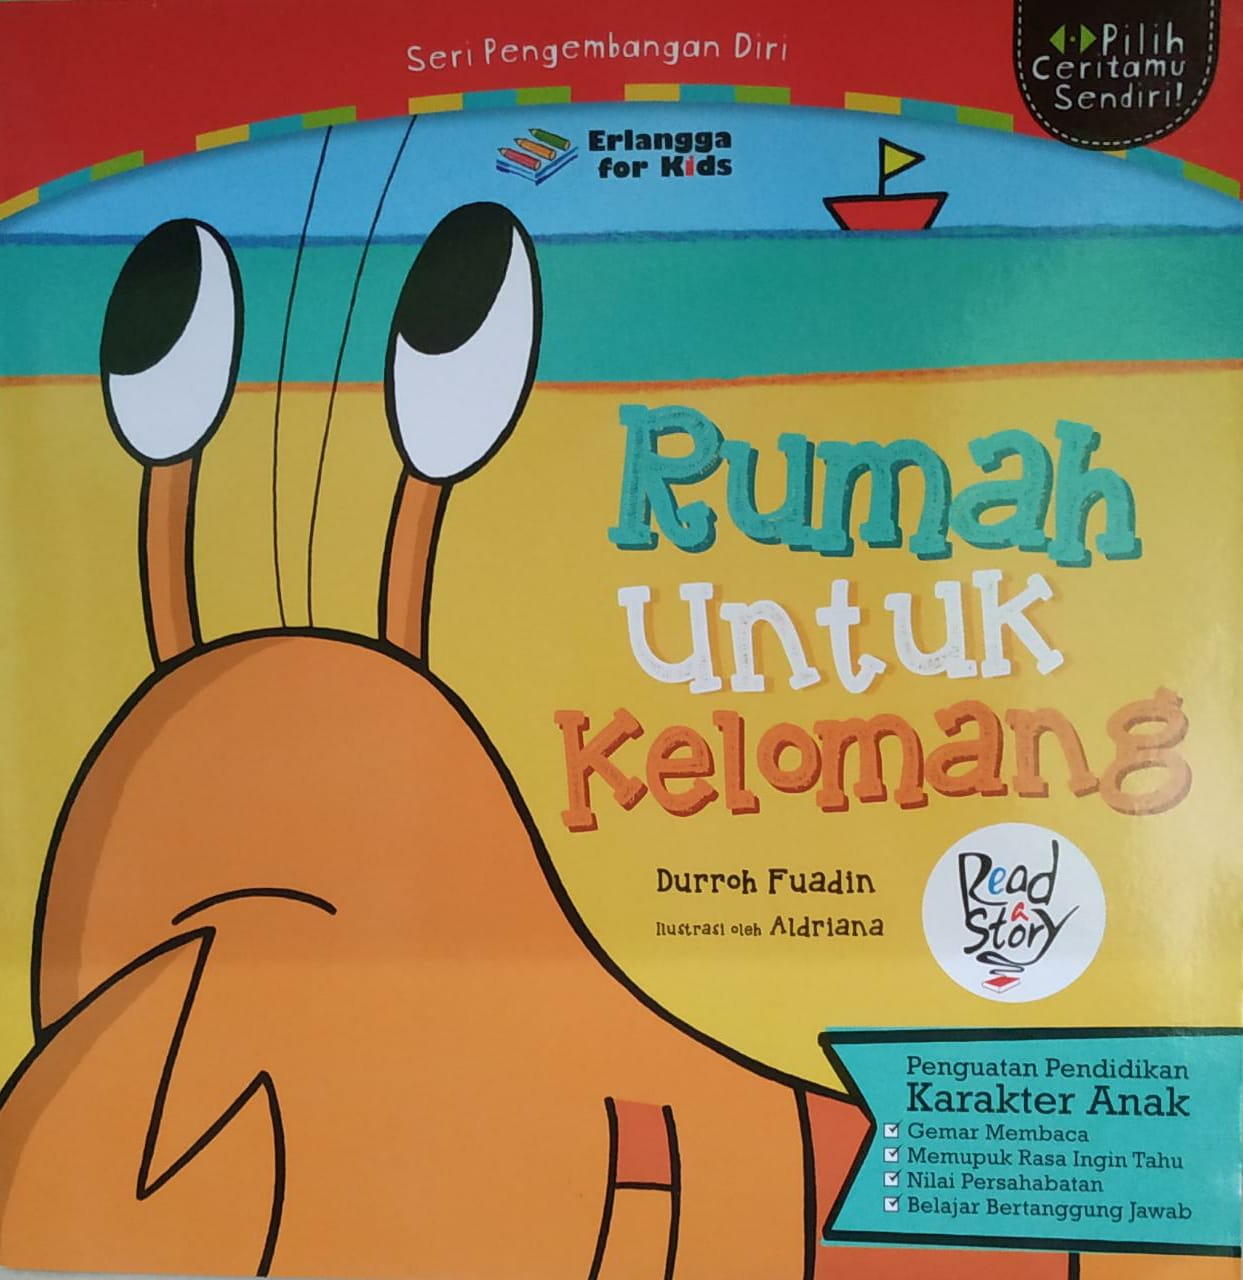 Seri Pengembangan Diri
Pilih
Ceritamu
Sendiri!
Erlangga
for Kids
Rumah
untuk
Kelomang
Durroh Fuadin
Ilustrasi oleh Aldriana
Read
a
Story
Penguatan Pendidikan
Karakter Anak
Gemar Membaca
Memupuk Rasa Ingin Tahu
Nilai Persahabatan
Belajar Bertanggung Jawab